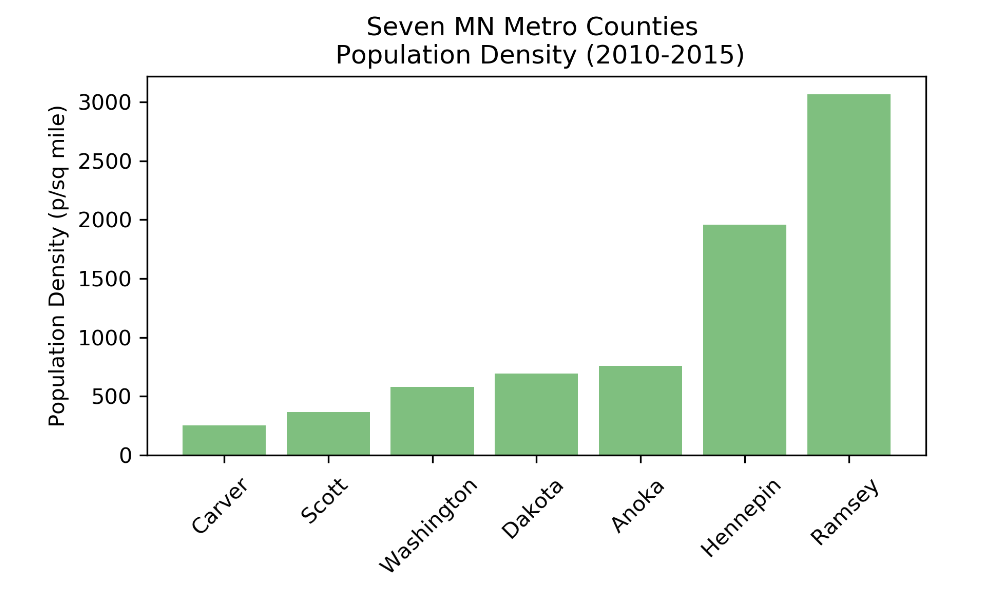 Seven MN Metro Counties
Population Density (2010-2015)
Population Density (p/sq mile)
3000
2500
2000
1500
1000
500
0
Carver
Scott
Washington
Dakota
Anoka
Hennepin
Ramsey